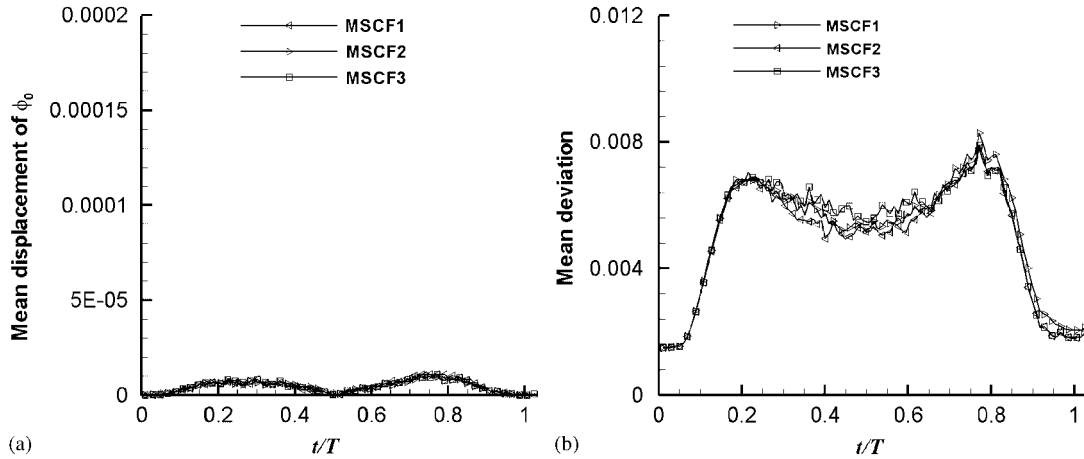 0.0002
MSCF1
MSCF2
MSCF3
0.00015
0.0001
5E-05
0
Mean displacement of ϕ₀
0 0.2 0.4 0.6 0.8 1
(a) t/T
0.012
MSCF1
MSCF2
MSCF3
0.008
0.004
0
Mean deviation
0 0.2 0.4 0.6 0.8 1
(b) t/T